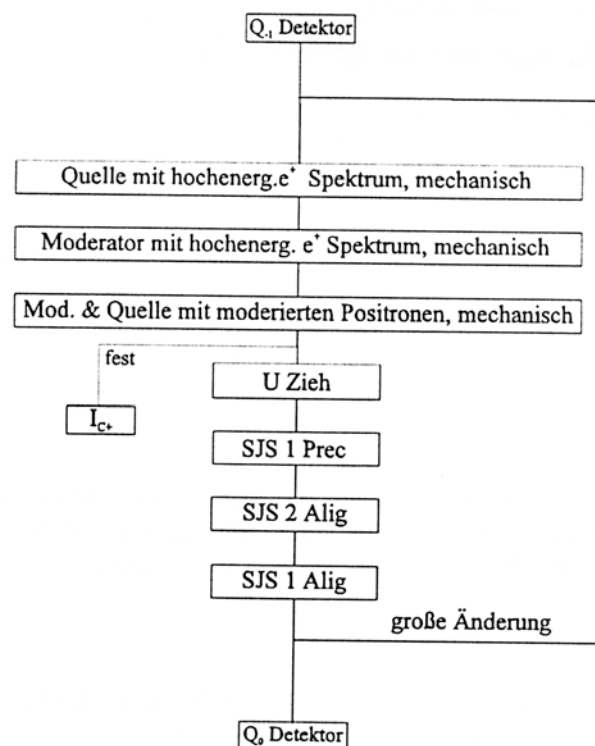 Q₋₁ Detektor
Quelle mit hochenerg.e⁺ Spektrum, mechanisch
Moderator mit hochenerg. e⁺ Spektrum, mechanisch
Mod. & Quelle mit moderierten Positronen, mechanisch
fest
U Zieh
I_C+
SJS 1 Prec
SJS 2 Alig
SJS 1 Alig
große Änderung
Q₀ Detektor